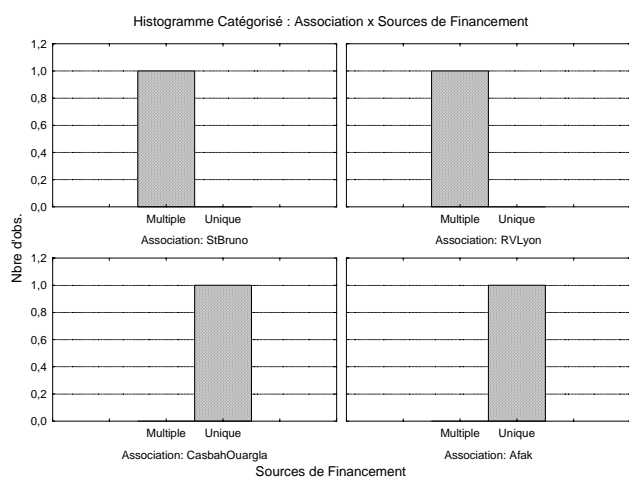 Histogramme Catégorisé : Association x Sources de Financement
Nbre d'obs.
1,2
1,0
0,8
0,6
0,4
0,2
0,0
Multiple Unique
Association: StBruno
Multiple Unique
Association: RVLyon
1,2
1,0
0,8
0,6
0,4
0,2
0,0
Multiple Unique
Association: CasbahOuargla
Multiple Unique
Association: Afak
Sources de Financement